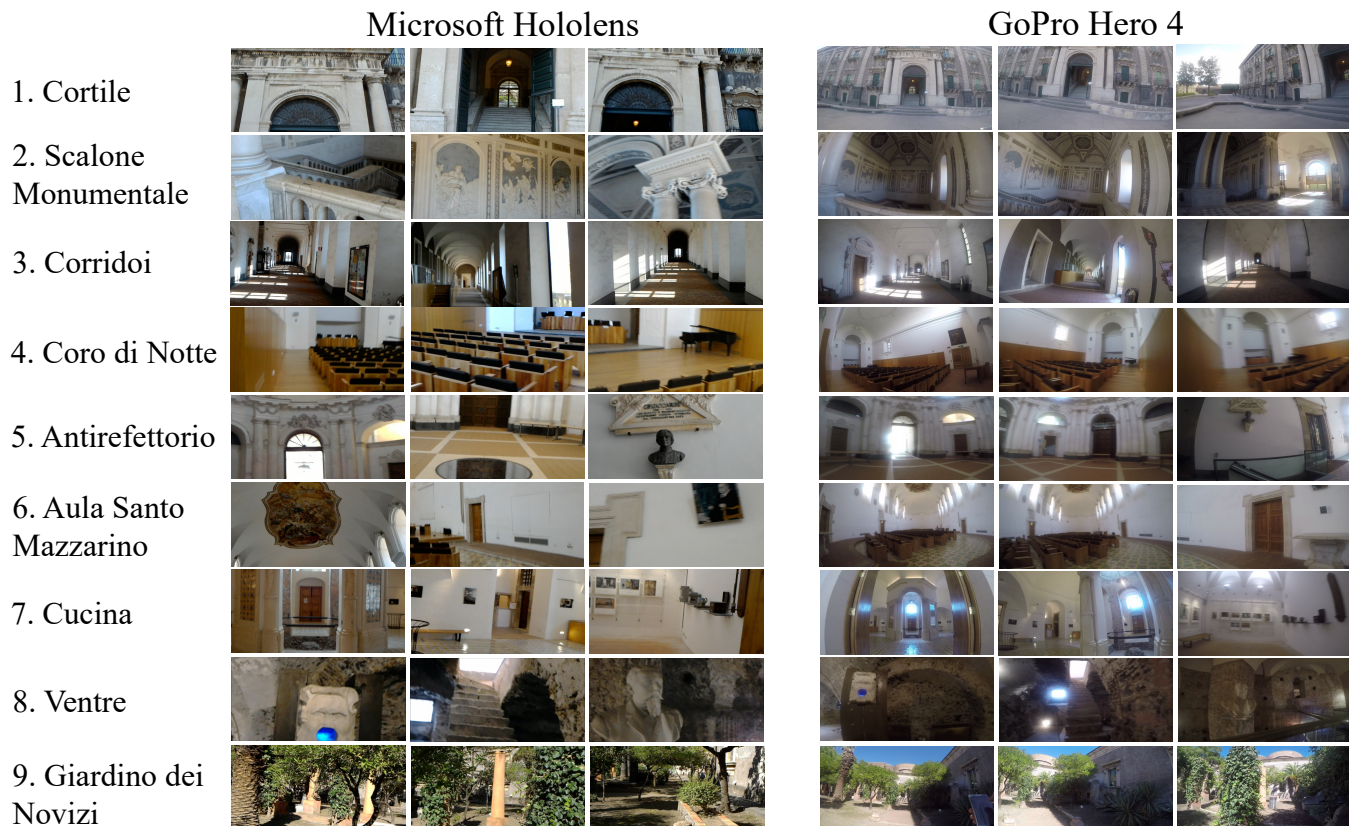 Microsoft Hololens
GoPro Hero 4
1. Cortile
2. Scalone
Monumentale
3. Corridoi
4. Coro di Notte
5. Antirefettorio
6. Aula Santo
Mazzarino
7. Cucina
8. Ventre
9. Giardino dei
Novizi